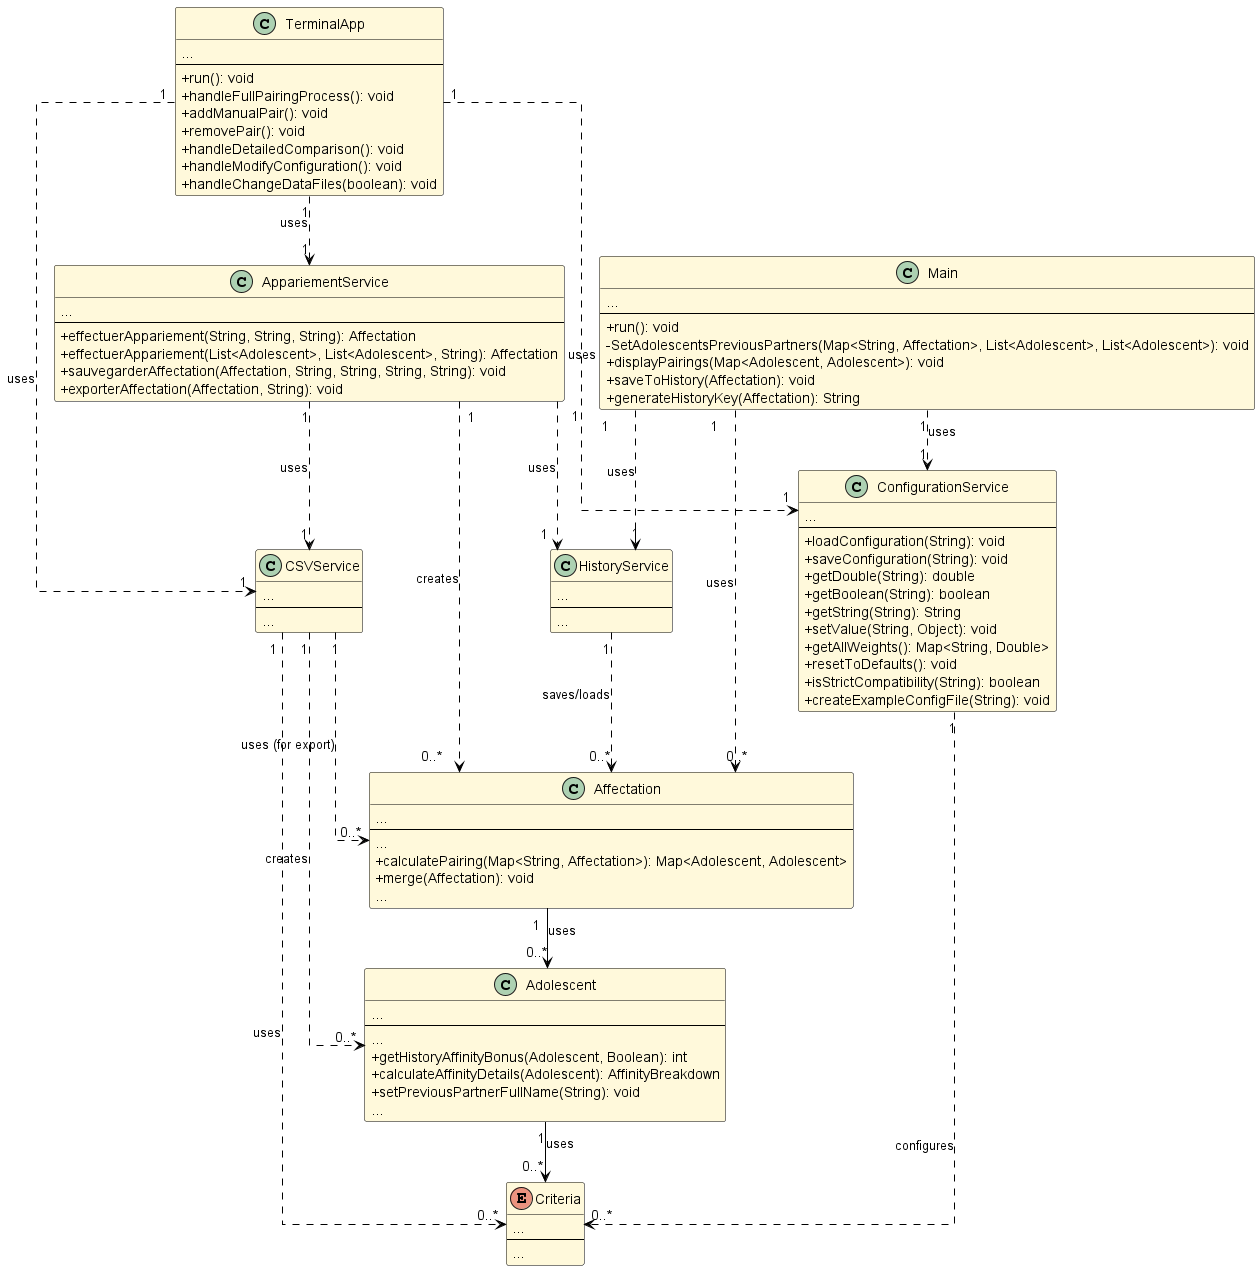 C TerminalApp
...
+run(): void
+handleFullPairingProcess(): void
+addManualPair(): void
+removePair(): void
+handleDetailedComparison(): void
+handleModifyConfiguration(): void
+handleChangeDataFiles(boolean): void
1
1
1
uses
1
C AppariementService
...
+effectuerAppariement(String, String, String): Affectation
+effectuerAppariement(List<Adolescent>, List<Adolescent>, String): Affectation
+sauvegarderAffectation(Affectation, String, String, String, String): void
+exporterAffectation(Affectation, String): void
C Main
...
+run(): void
-SetAdolescentsPreviousPartners(Map<String, Affectation>, List<Adolescent>, List<Adolescent>): void
+displayPairings(Map<Adolescent, Adolescent>): void
+saveToHistory(Affectation): void
+generateHistoryKey(Affectation): String
uses
uses
1
1
1
1
1
1
uses
1
uses
uses
uses
1
1
1
1
1
C ConfigurationService
...
+loadConfiguration(String): void
+saveConfiguration(String): void
+getDouble(String): double
+getBoolean(String): boolean
+getString(String): String
+setValue(String, Object): void
+getAllWeights(): Map<String, Double>
+resetToDefaults(): void
+isStrictCompatibility(String): boolean
+createExampleConfigFile(String): void
C CSVService
...
...
C HistoryService
...
...
creates
uses
1
1
1
1
1
saves/loads
uses (for export)
0..*
0..*
0..*
C Affectation
...
...
+calculatePairing(Map<String, Affectation>): Map<Adolescent, Adolescent>
+merge(Affectation): void
...
0..*
creates
1
uses
0..*
C Adolescent
...
...
+getHistoryAffinityBonus(Adolescent, Boolean): int
+calculateAffinityDetails(Adolescent): AffinityBreakdown
+setPreviousPartnerFullName(String): void
...
0..*
uses
1
uses
configures
0..*
E Criteria
...
...
0..*
0..*